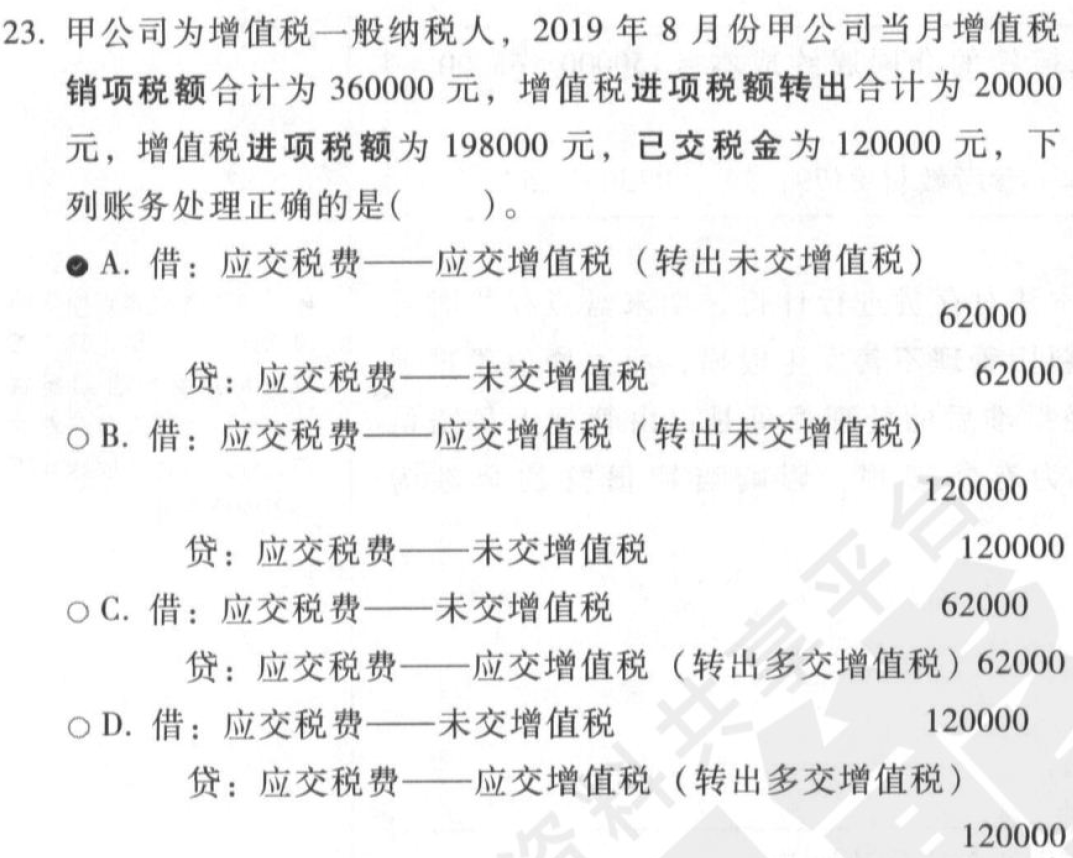 23. 甲公司为增值税一般纳税人，2019 年 8 月份甲公司当月增值税
销项税额合计为 360000 元，增值税进项税额转出合计为 20000
元，增值税进项税额为 198000 元，已交税金为 120000 元，下
列账务处理正确的是(　　)。
A. 借：应交税费——应交增值税（转出未交增值税）
62000
贷：应交税费——未交增值税 62000
B. 借：应交税费——应交增值税（转出未交增值税）
120000
贷：应交税费——未交增值税 120000
C. 借：应交税费——未交增值税 62000
贷：应交税费——应交增值税（转出多交增值税）62000
D. 借：应交税费——未交增值税 120000
贷：应交税费——应交增值税（转出多交增值税）
120000
资料共享平台